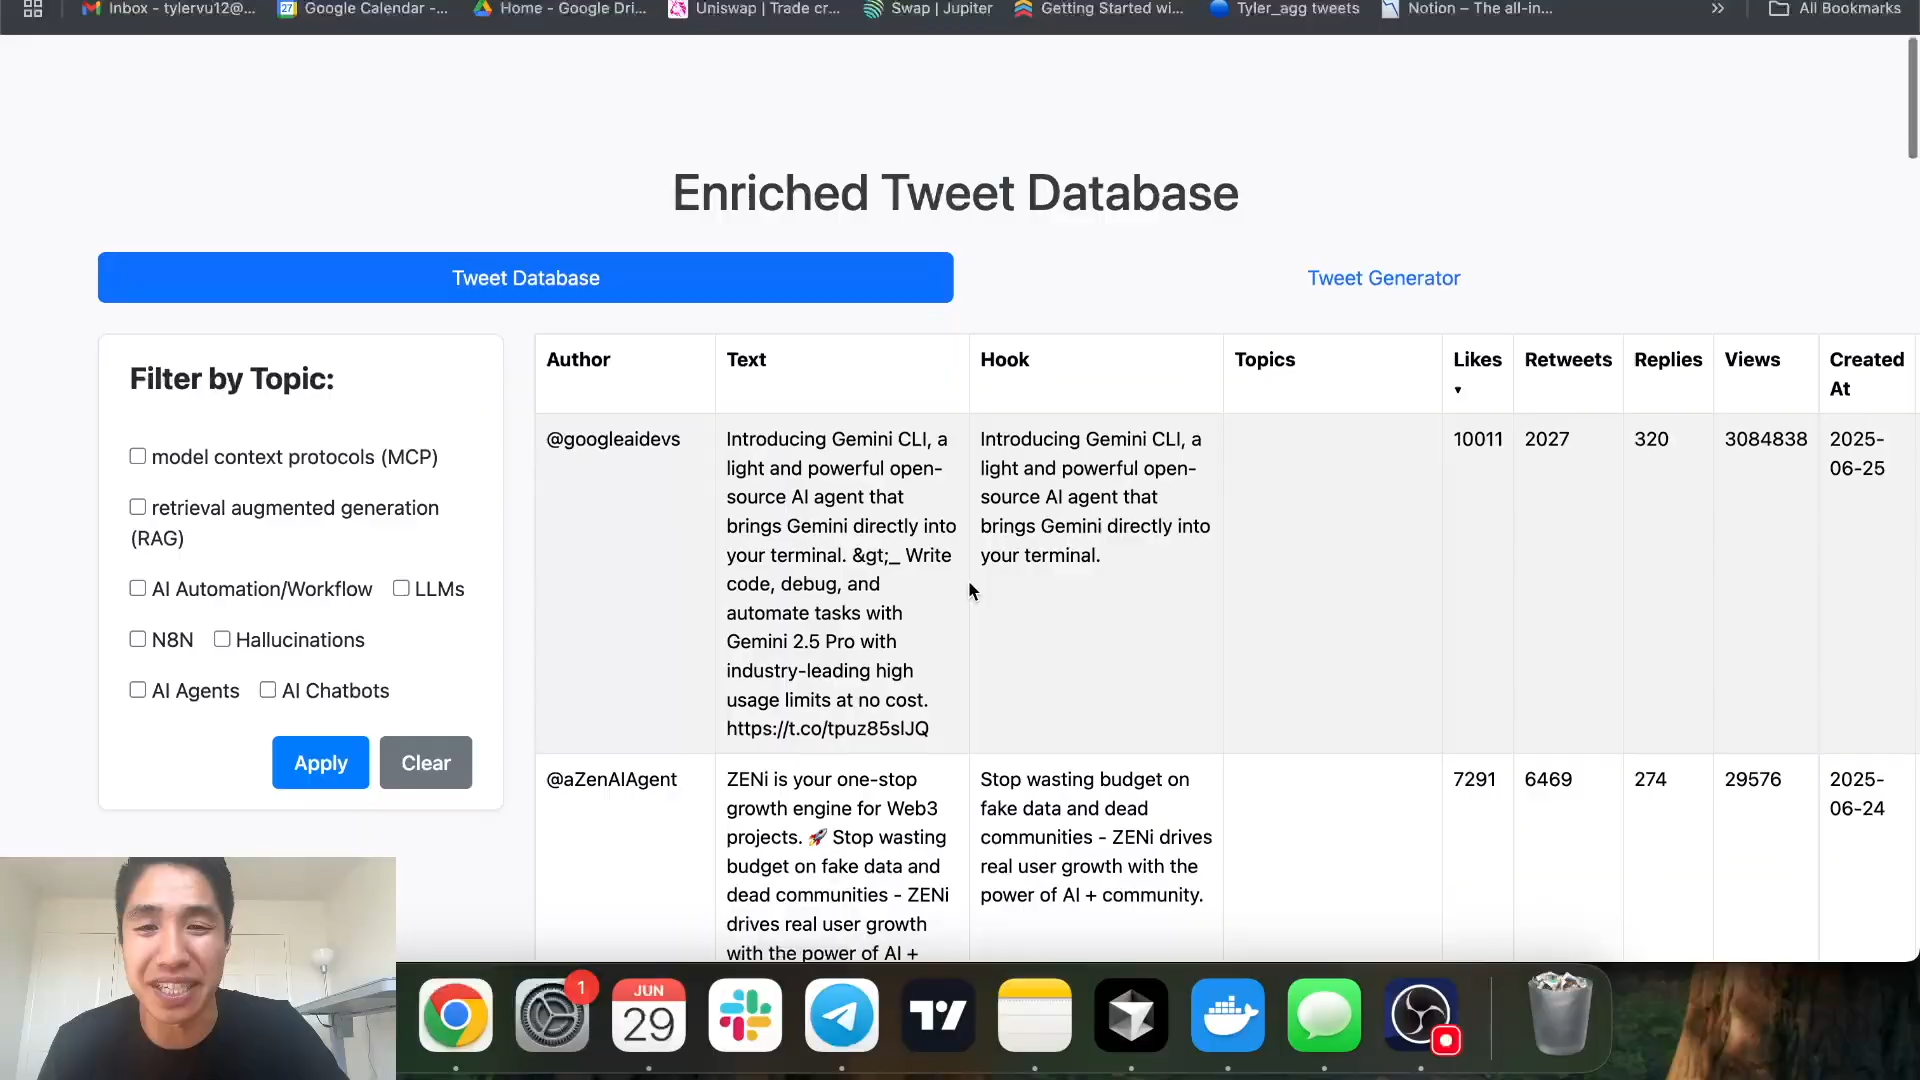 Inbox - tylervu12@...
Google Calendar -...
Home - Google Dri...
Uniswap | Trade cr...
Swap | Jupiter
Getting Started wi...
Tyler_agg tweets
Notion – The all-in...
»
All Bookmarks
Enriched Tweet Database
Tweet Database
Tweet Generator
Filter by Topic:
model context protocols (MCP)
retrieval augmented generation
(RAG)
AI Automation/Workflow
LLMs
N8N
Hallucinations
AI Agents
AI Chatbots
Apply
Clear
Author
Text
Hook
Topics
Likes
▼
Retweets
Replies
Views
Created
At
@googleaidevs
Introducing Gemini CLI, a
light and powerful open-
source AI agent that
brings Gemini directly into
your terminal. &gt;_ Write
code, debug, and
automate tasks with
Gemini 2.5 Pro with
industry-leading high
usage limits at no cost.
https://t.co/tpuz85slJQ
Introducing Gemini CLI, a
light and powerful open-
source AI agent that
brings Gemini directly into
your terminal.
10011
2027
320
3084838
2025-
06-25
@aZenAIAgent
ZENi is your one-stop
growth engine for Web3
projects. 🚀 Stop wasting
budget on fake data and
dead communities - ZENi
drives real user growth
with the power of AI +
Stop wasting budget on
fake data and dead
communities - ZENi drives
real user growth with the
power of AI + community.
7291
6469
274
29576
2025-
06-24
1
JUN
29